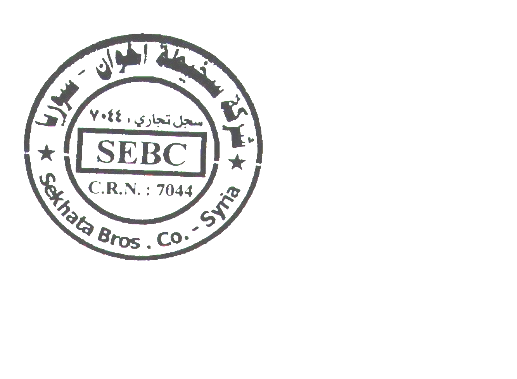 شركة سخيطة اخوان - سوريا
سجل تجاري : ٧٠٤٤
SEBC
C.R.N. : 7044
Sekhata Bros . Co. - Syria